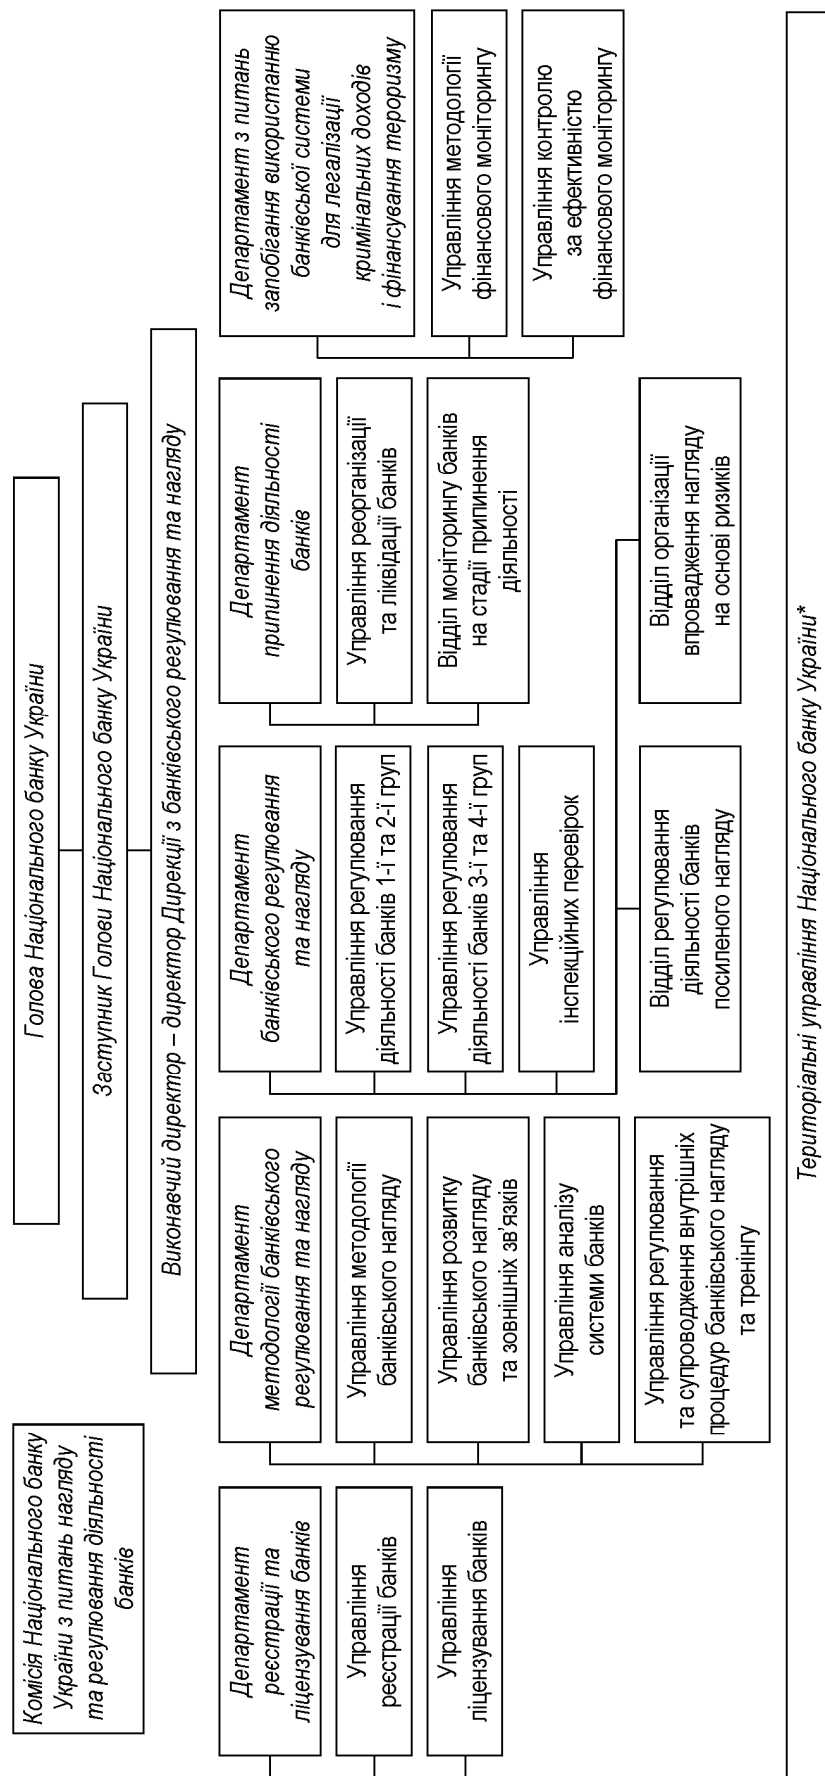 Комісія Національного банку
України з питань нагляду
та регулювання діяльності
банків
Голова Національного банку України
Заступник Голови Національного банку України
Виконавчий директор – директор Дирекції з банківського регулювання та нагляду
Департамент
реєстрації та
ліцензування банків
Управління
реєстрації банків
Управління
ліцензування банків
Департамент
методології банківського
регулювання та нагляду
Управління методології
банківського нагляду
Управління розвитку
банківського нагляду
та зовнішніх зв’язків
Управління аналізу
системи банків
Управління регулювання
та супроводження внутрішніх
процедур банківського нагляду
та тренінгу
Департамент
банківського регулювання
та нагляду
Управління регулювання
діяльності банків 1-ї та 2-ї груп
Управління регулювання
діяльності банків 3-ї та 4-ї груп
Управління
інспекційних перевірок
Відділ регулювання
діяльності банків
посиленого нагляду
Відділ організації
впровадження нагляду
на основі ризиків
Департамент
припинення діяльності
банків
Управління реорганізації
та ліквідації банків
Відділ моніторингу банків
на стадії припинення
діяльності
Департамент з питань
запобігання використанню
банківської системи
для легалізації
кримінальних доходів
і фінансування тероризму
Управління методології
фінансового моніторингу
Управління контролю
за ефективністю
фінансового моніторингу
Територіальні управління Національного банку України*